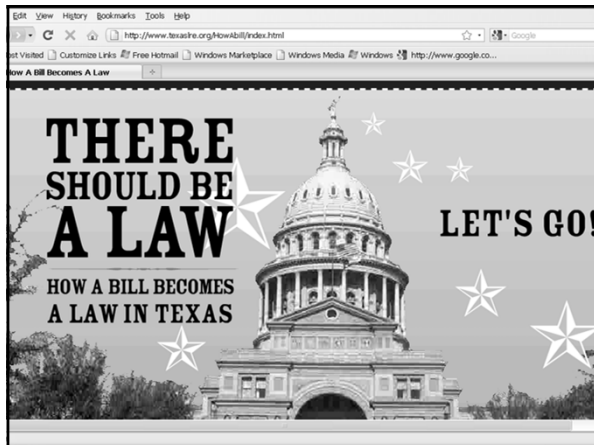 Edit View History Bookmarks Tools Help
http://www.texaslre.org/HowAbill/index.html
Google
ost Visited Customize Links Free Hotmail Windows Marketplace Windows Media Windows http://www.google.co...
How A Bill Becomes A Law
THERE
SHOULD BE
A LAW
LET'S GO!
HOW A BILL BECOMES
A LAW IN TEXAS